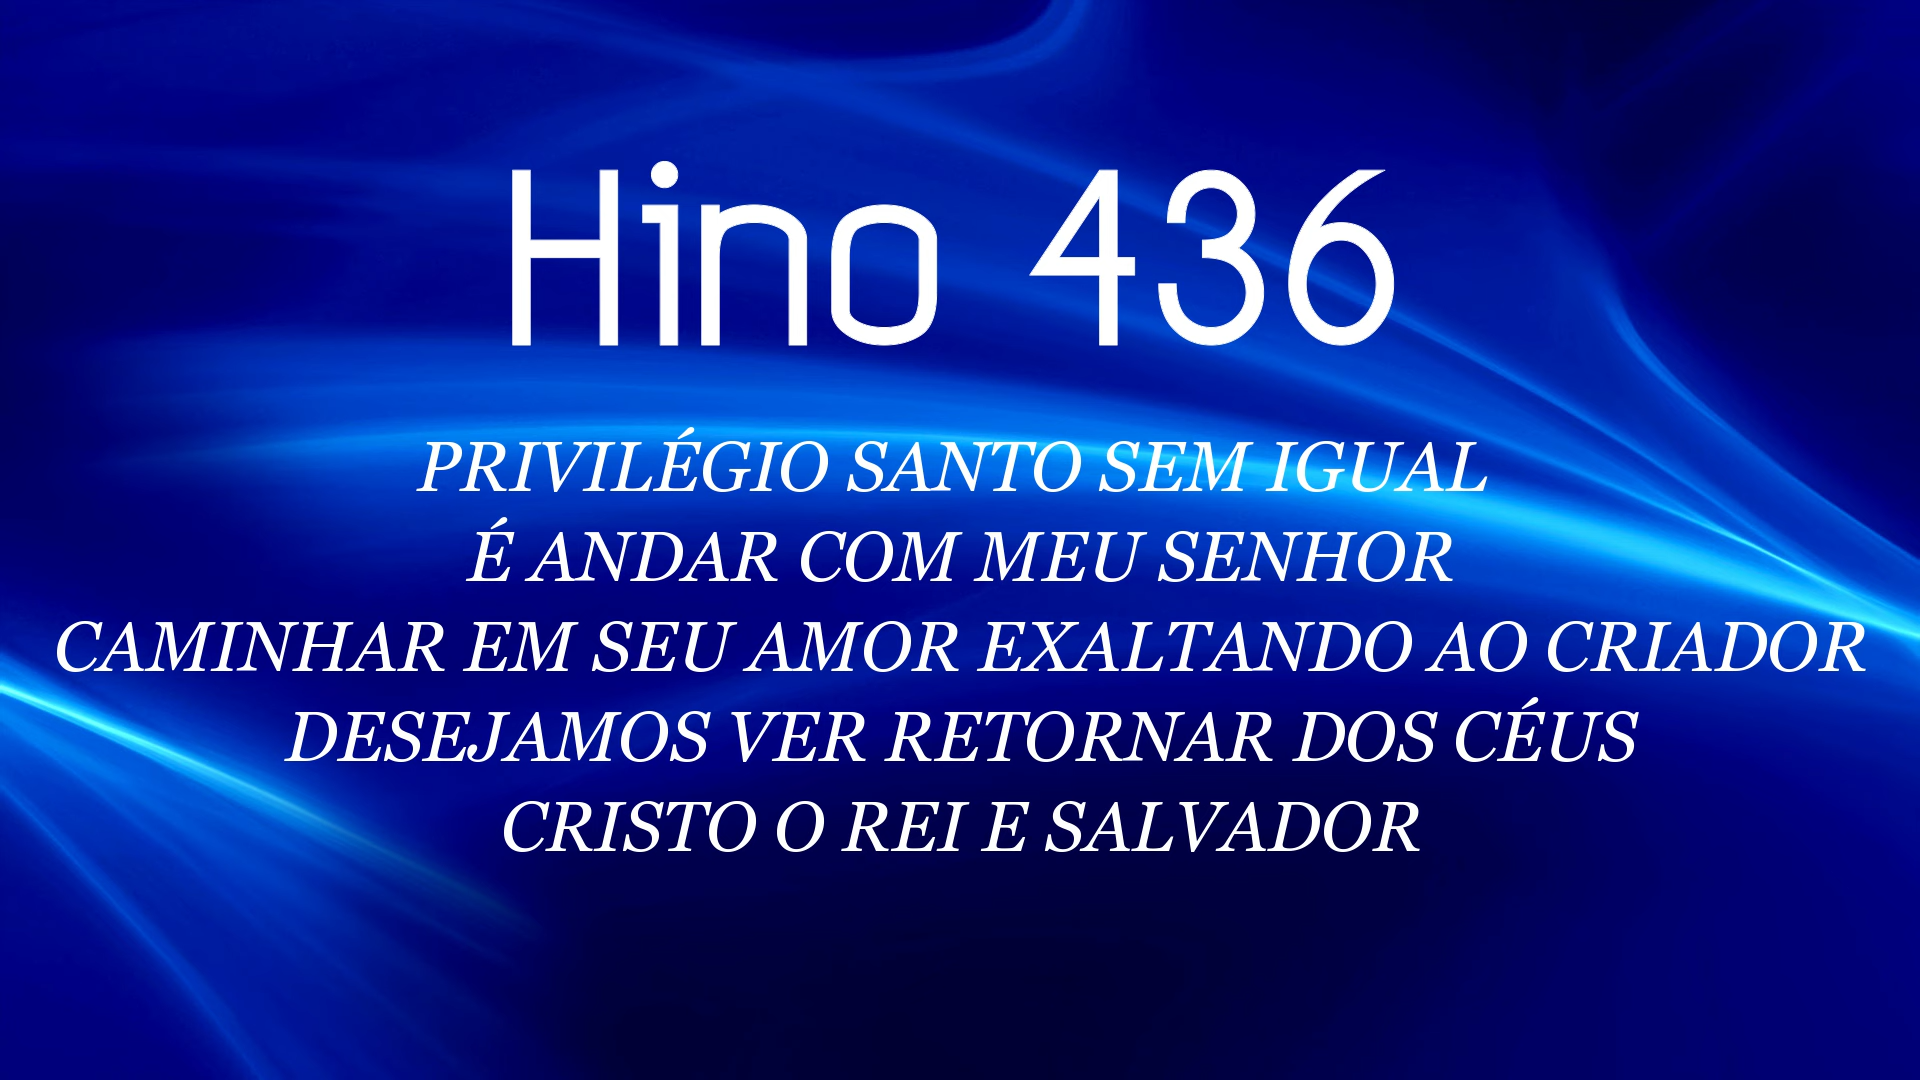 Hino 436
PRIVILÉGIO SANTO SEM IGUAL
É ANDAR COM MEU SENHOR
CAMINHAR EM SEU AMOR EXALTANDO AO CRIADOR
DESEJAMOS VER RETORNAR DOS CÉUS
CRISTO O REI E SALVADOR